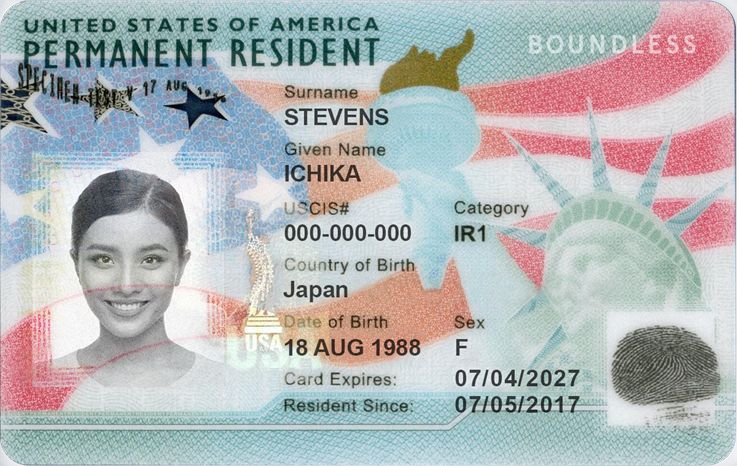 UNITED STATES OF AMERICA
PERMANENT RESIDENT
BOUNDLESS
SPECIMEN TEST V 17 AUG
Surname
STEVENS
Given Name
ICHIKA
USCIS# Category
000-000-000 IR1
Country of Birth
Japan
Date of Birth Sex
18 AUG 1988 F
Card Expires: 07/04/2027
Resident Since: 07/05/2017
USA
USA